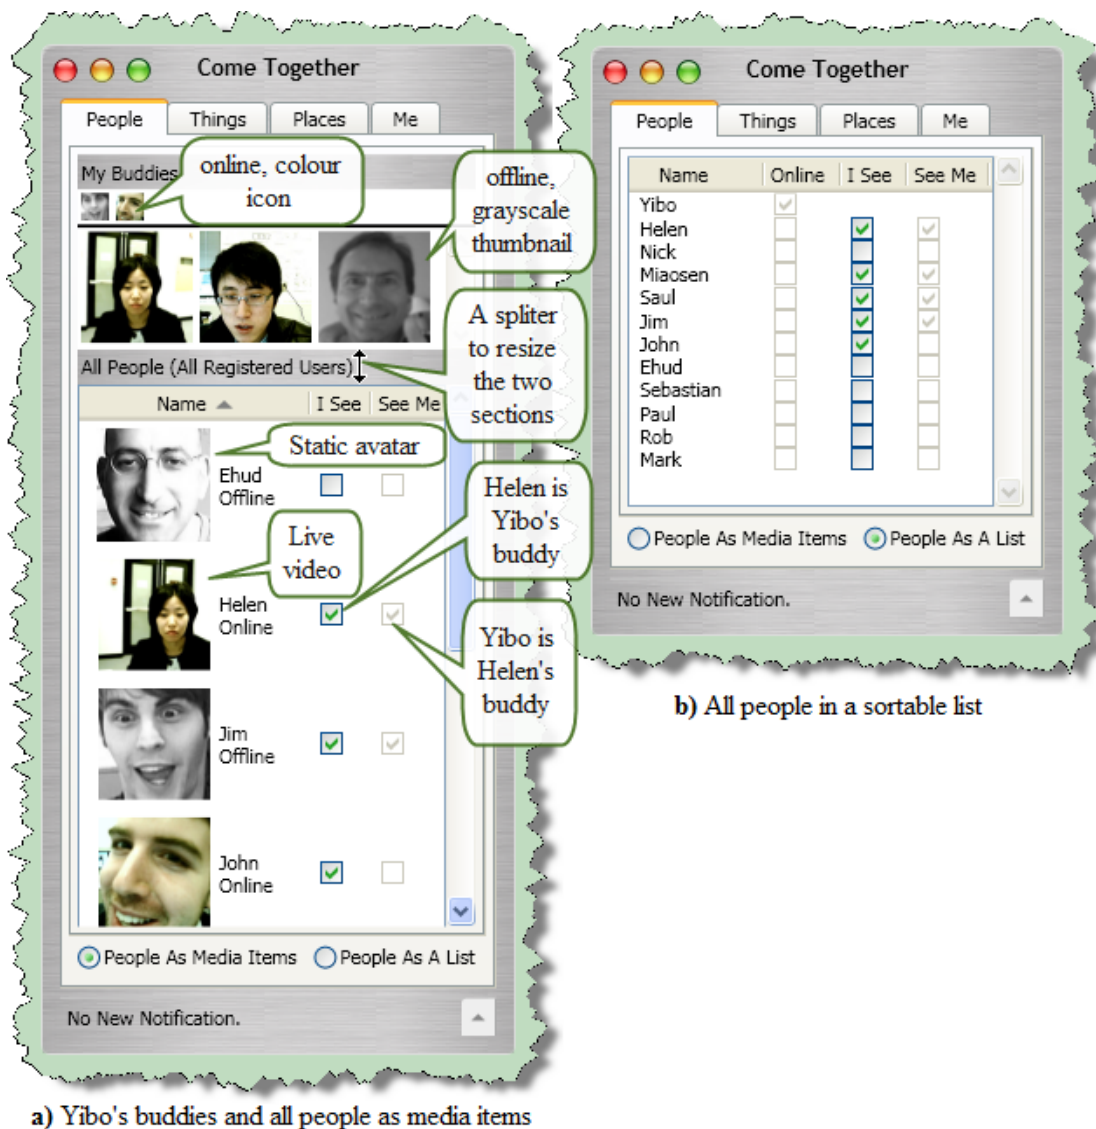 Come Together
People Things Places Me
My Buddies
online, colour
icon
offline,
grayscale
thumbnail
A spliter
to resize
the two
sections
All People (All Registered Users)
Name I See See Me
Static avatar
Ehud
Offline
Helen is
Yibo's
buddy
Live
video
Helen
Online
Yibo is
Helen's
buddy
Jim
Offline
John
Online
People As Media Items People As A List
No New Notification.
a) Yibo's buddies and all people as media items
Come Together
People Things Places Me
Name Online I See See Me
Yibo
Helen
Nick
Miaosen
Saul
Jim
John
Ehud
Sebastian
Paul
Rob
Mark
People As Media Items People As A List
No New Notification.
b) All people in a sortable list